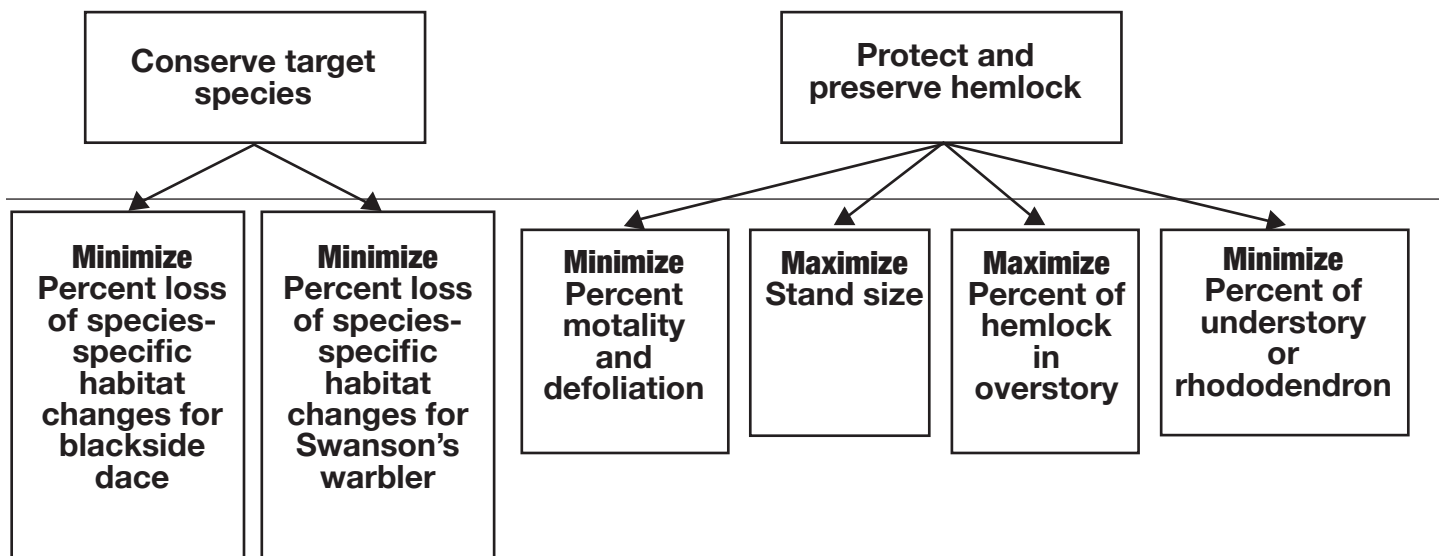 Conserve target
species
Protect and
preserve hemlock
Minimize
Percent loss
of species-
specific
habitat
changes for
blackside
dace
Minimize
Percent loss
of species-
specific
habitat
changes for
Swanson's
warbler
Minimize
Percent
motality
and
defoliation
Maximize
Stand size
Maximize
Percent of
hemlock
in
overstory
Minimize
Percent of
understory
or
rhododendron